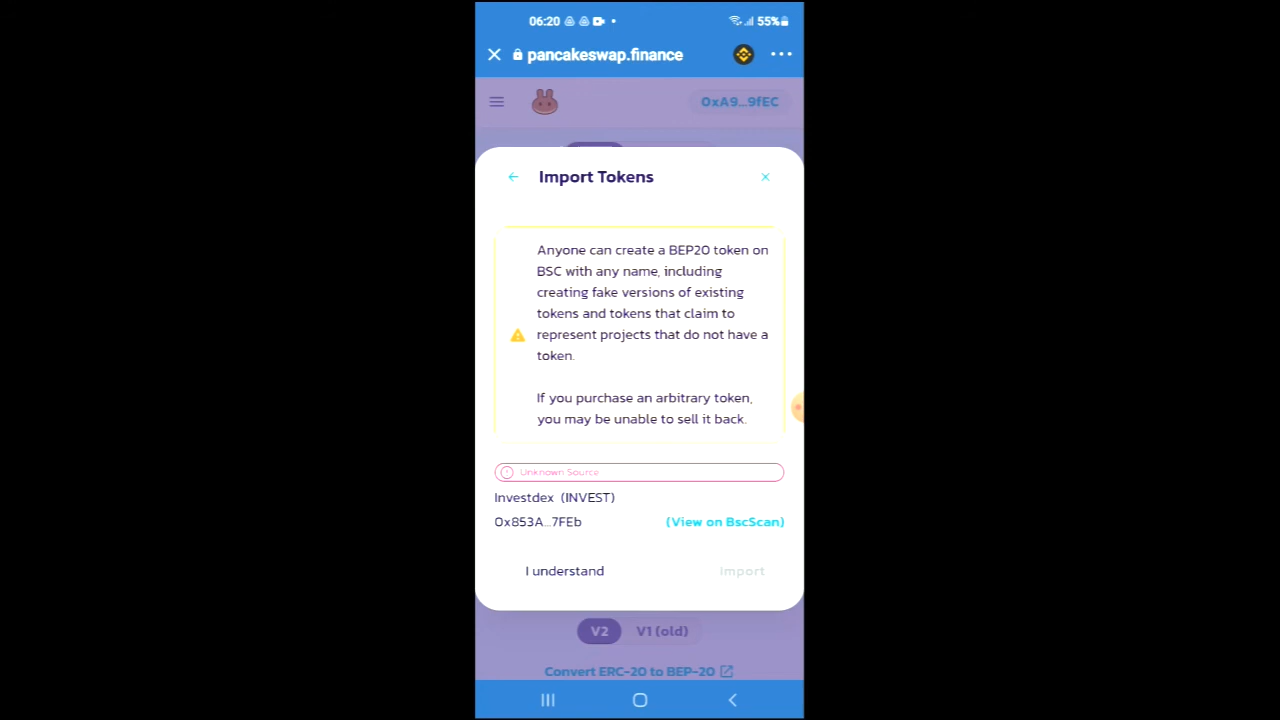 06:20 55%
pancakeswap.finance
0xA9...9fEC
Import Tokens
Anyone can create a BEP20 token on
BSC with any name, including
creating fake versions of existing
tokens and tokens that claim to
represent projects that do not have a
token.
If you purchase an arbitrary token,
you may be unable to sell it back.
Unknown Source
Investdex (INVEST)
0x853A...7FEb (View on BscScan)
I understand Import
V2 V1 (old)
Convert ERC-20 to BEP-20